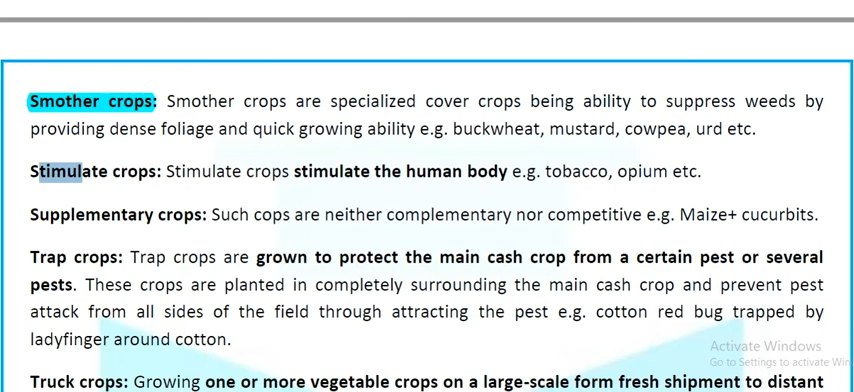 Smother crops: Smother crops are specialized cover crops being ability to suppress weeds by
providing dense foliage and quick growing ability e.g. buckwheat, mustard, cowpea, urd etc.
Stimulate crops: Stimulate crops stimulate the human body e.g. tobacco, opium etc.
Supplementary crops: Such cops are neither complementary nor competitive e.g. Maize+ cucurbits.
Trap crops: Trap crops are grown to protect the main cash crop from a certain pest or several
pests. These crops are planted in completely surrounding the main cash crop and prevent pest
attack from all sides of the field through attracting the pest e.g. cotton red bug trapped by
ladyfinger around cotton.
Activate Windows
Go to Settings to activate Win
Truck crops: Growing one or more vegetable crops on a large-scale form fresh shipment to distant